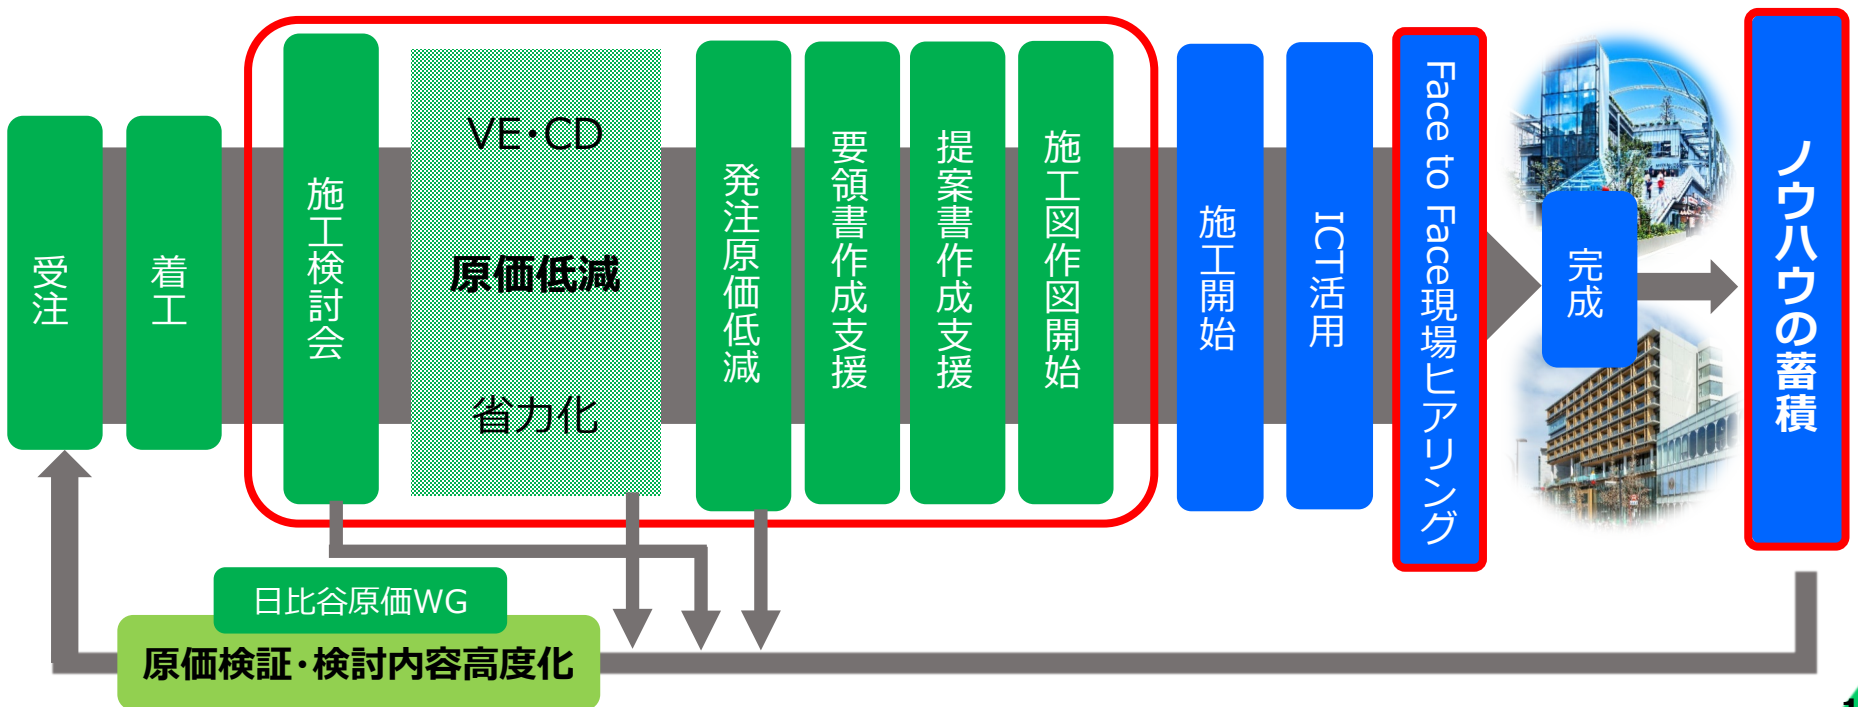 受注
着工
施工検討会
VE・CD
原価低減
省力化
発注原価低減
要領書作成支援
提案書作成支援
施工図作図開始
施工開始
ICT活用
Face to Face現場ヒアリング
完成
ノウハウの蓄積
日比谷原価WG
原価検証・検討内容高度化